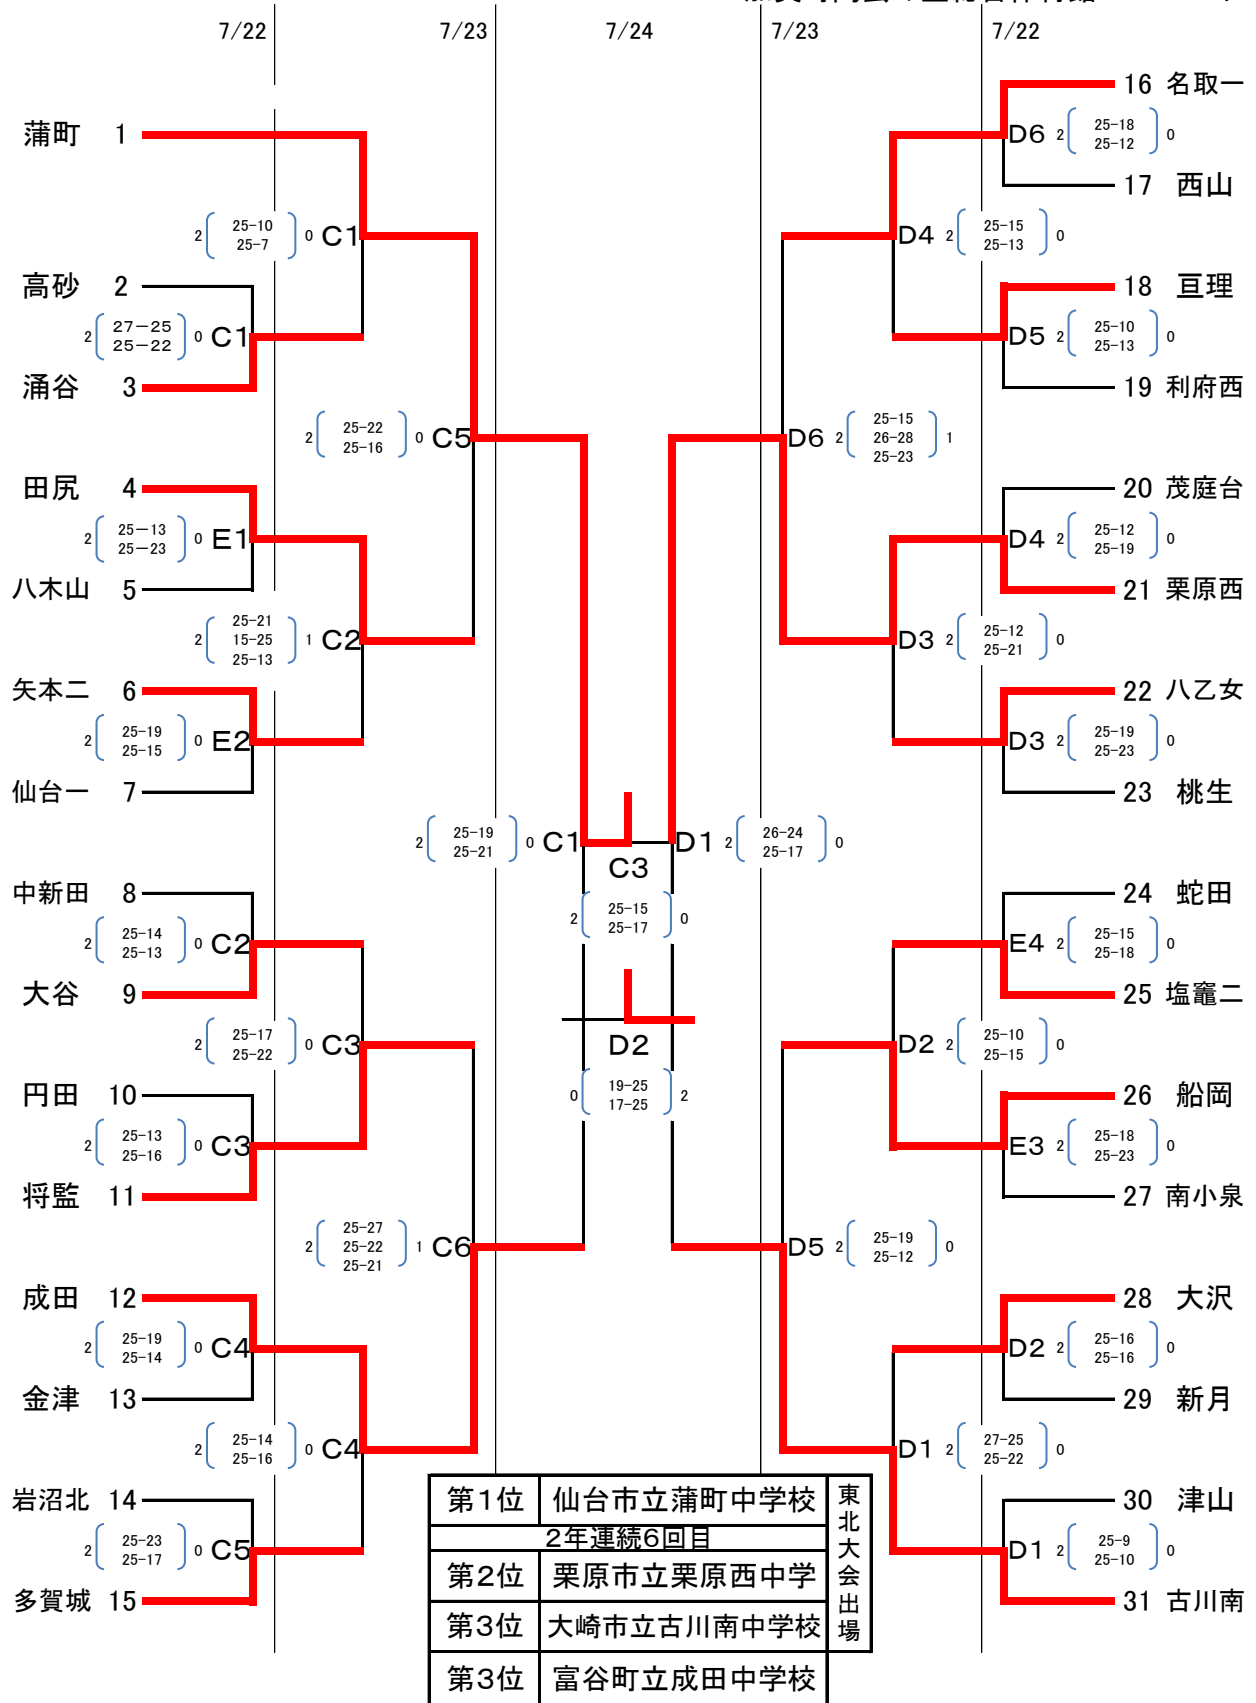 7/22
7/23
7/24
7/23
7/22
蒲町 1
2 25-10 0 C1
25-7
高砂 2
2 27-25 0 C1
25-22
涌谷 3
2 25-22 0 C5
25-16
田尻 4
2 25-13 0 E1
25-23
八木山 5
2 25-21 1 C2
15-25
25-13
矢本二 6
2 25-19 0 E2
25-15
仙台一 7
2 25-19 0 C1
25-21
中新田 8
2 25-14 0 C2
25-13
大谷 9
2 25-17 0 C3
25-22
円田 10
2 25-13 0 C3
25-16
将監 11
2 25-27 1 C6
25-22
25-21
成田 12
2 25-19 0 C4
25-14
金津 13
2 25-14 0 C4
25-16
岩沼北 14
2 25-23 0 C5
25-17
多賀城 15
C3
2 25-15 0
25-17
D2
0 19-25 2
17-25
16 名取一
D6 2 25-18 0
25-12
17 西山
D4 2 25-15 0
25-13
18 亘理
D5 2 25-10 0
25-13
19 利府西
D6 2 25-15 1
26-28
25-23
20 茂庭台
D4 2 25-12 0
25-19
21 栗原西
D3 2 25-12 0
25-21
22 八乙女
D3 2 25-19 0
25-23
23 桃生
D1 2 26-24 0
25-17
24 蛇田
E4 2 25-15 0
25-18
25 塩竈二
D2 2 25-10 0
25-15
26 船岡
E3 2 25-18 0
25-23
27 南小泉
D5 2 25-19 0
25-12
28 大沢
D2 2 25-16 0
25-16
29 新月
D1 2 27-25 0
25-22
30 津山
D1 2 25-9 0
25-10
31 古川南
第1位 仙台市立蒲町中学校
2年連続6回目
第2位 栗原市立栗原西中学
第3位 大崎市立古川南中学校
東北大会出場
第3位 富谷町立成田中学校